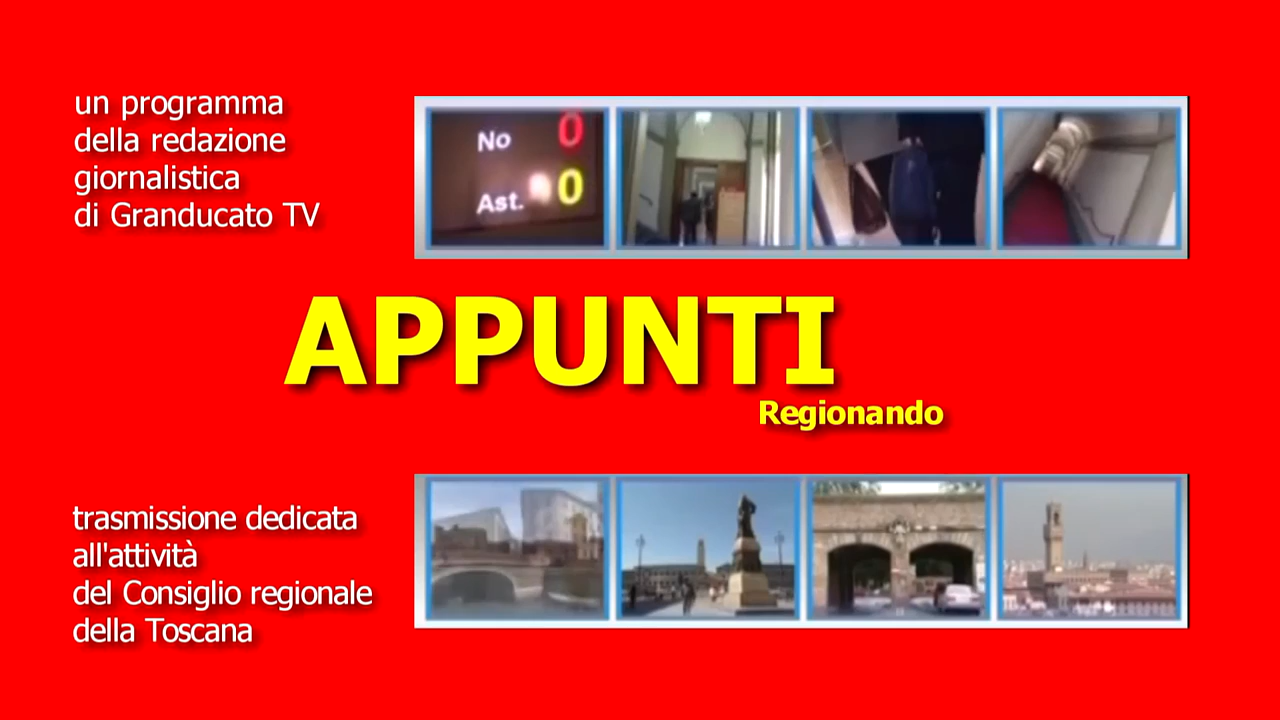 un programma
della redazione
giornalistica
di Granducato TV
No 0
Ast. 0
APPUNTI
Regionando
trasmissione dedicata
all'attività
del Consiglio regionale
della Toscana